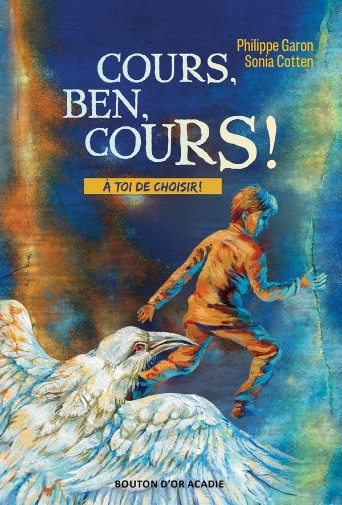 Philippe Garon
Sonia Cotten
COURS,
BEN,
COURS!
À TOI DE CHOISIR!
BOUTON D'OR ACADIE